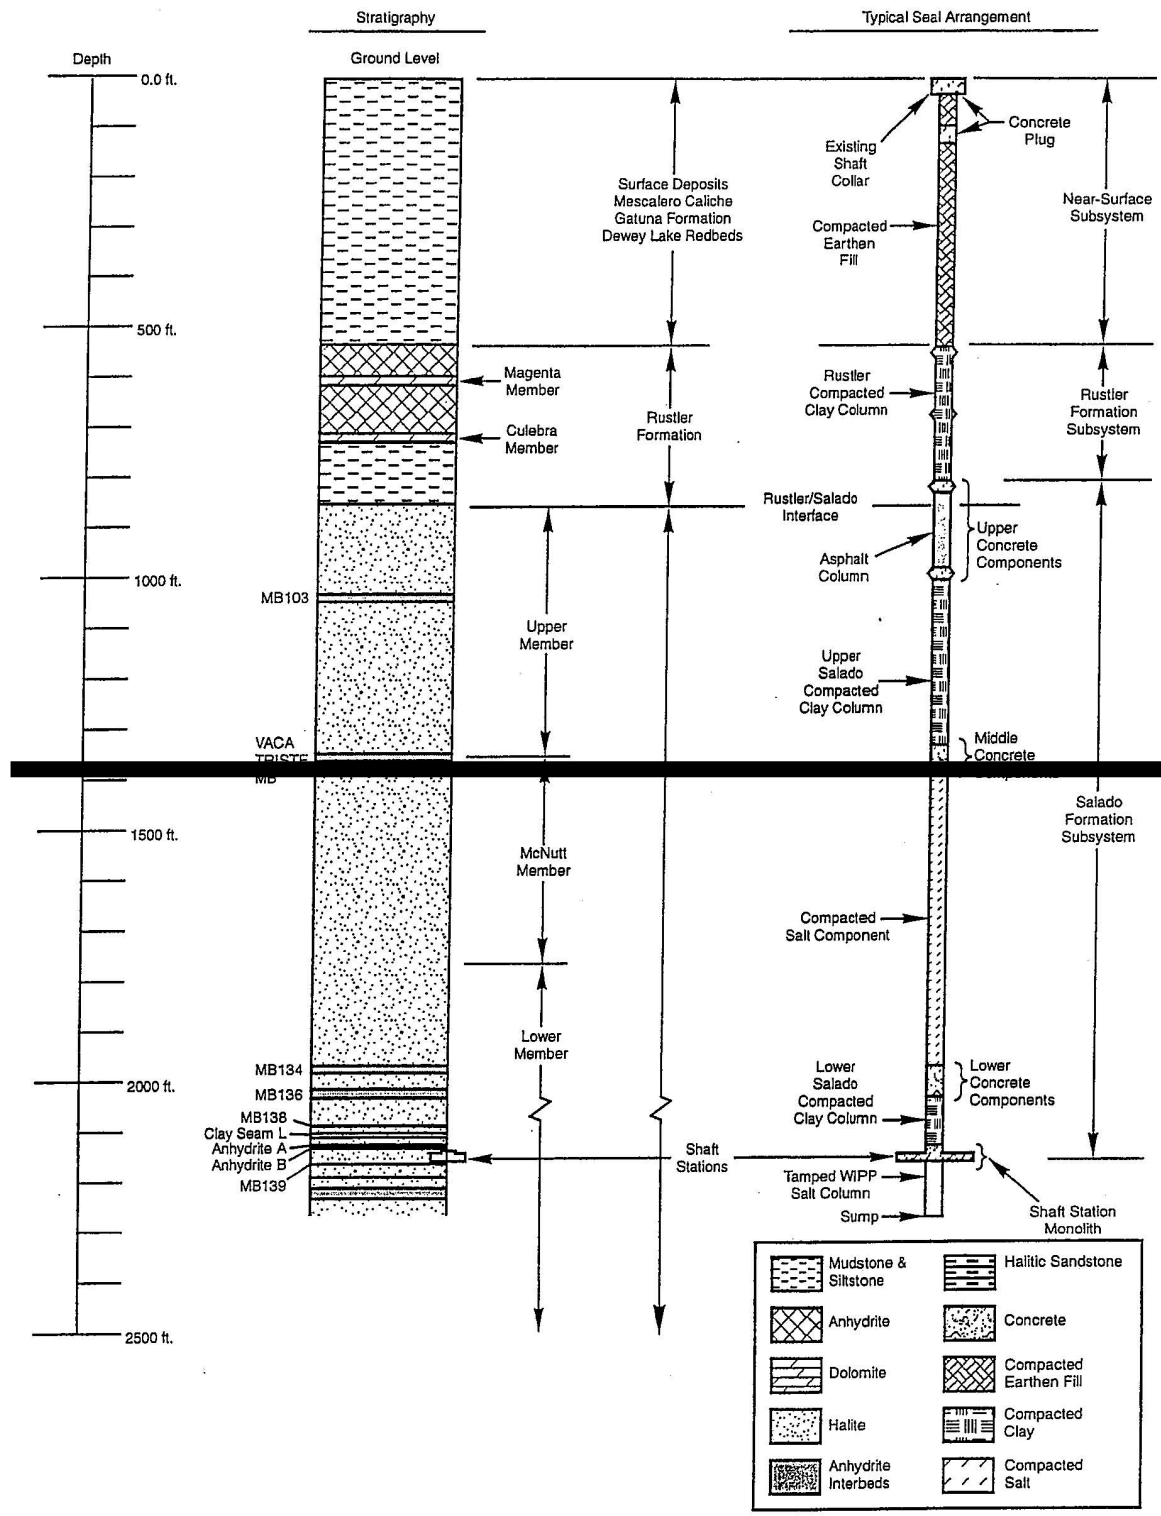 Stratigraphy
Typical Seal Arrangement
Depth
Ground Level
0.0 ft.
Existing
Shaft
Collar
Concrete
Plug
Surface Deposits
Mescalero Caliche
Gatuna Formation
Dewey Lake Redbeds
Near-Surface
Subsystem
Compacted
Earthen
Fill
500 ft.
Magenta
Member
Culebra
Member
Rustler
Formation
Rustler
Compacted
Clay Column
Rustler
Formation
Subsystem
Rustler/Salado
Interface
Asphalt
Column
Upper
Concrete
Components
1000 ft.
MB103
Upper
Member
Upper
Salado
Compacted
Clay Column
VACA
TRISTE
MB
Middle
Concrete
Components
1500 ft.
McNutt
Member
Salado
Formation
Subsystem
Compacted
Salt Component
Lower
Member
2000 ft.
MB134
MB136
MB138
Clay Seam L
Anhydrite A
Anhydrite B
MB139
Lower
Salado
Compacted
Clay Column
Lower
Concrete
Components
Shaft
Stations
Tamped WIPP
Salt Column
Sump
Shaft Station
Monolith
2500 ft.
Mudstone &
Siltstone
Halitic Sandstone
Anhydrite
Concrete
Dolomite
Compacted
Earthen Fill
Halite
Compacted
Clay
Anhydrite
Interbeds
Compacted
Salt